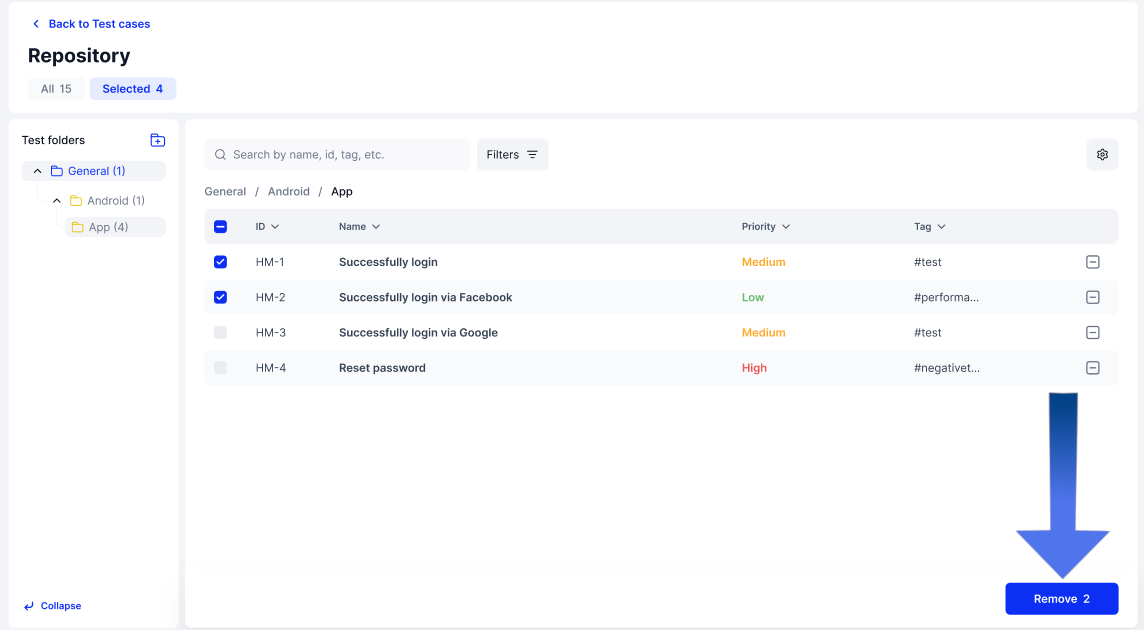 Back to Test cases
Repository
All 15
Selected 4
Test folders
General (1)
Android (1)
App (4)
Collapse
Search by name, id, tag, etc.
Filters
General / Android / App
ID Name Priority Tag
HM-1 Successfully login Medium #test
HM-2 Successfully login via Facebook Low #performa...
HM-3 Successfully login via Google Medium #test
HM-4 Reset password High #negativet...
Remove 2